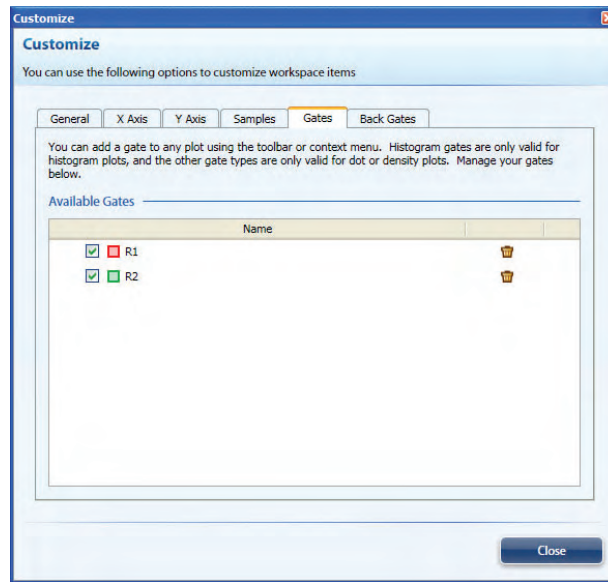 Customize
Customize
You can use the following options to customize workspace items
General X Axis Y Axis Samples Gates Back Gates
You can add a gate to any plot using the toolbar or context menu. Histogram gates are only valid for
histogram plots, and the other gate types are only valid for dot or density plots. Manage your gates
below.
Available Gates
Name
R1
R2
Close